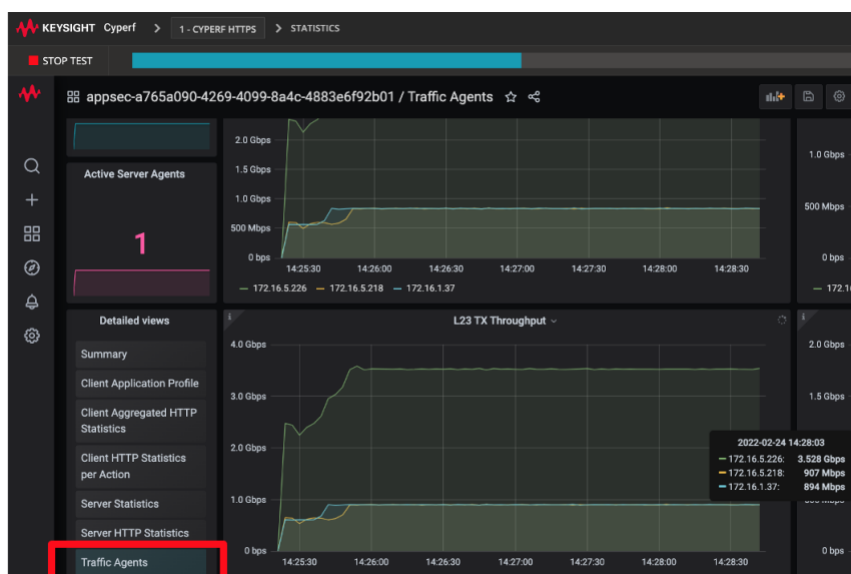 KEYSIGHT Cyperf > 1 - CYPERF HTTPS > STATISTICS
STOP TEST
appsec-a765a090-4269-4099-8a4c-4883e6f92b01 / Traffic Agents
2.0 Gbps
1.5 Gbps
1.0 Gbps
500 Mbps
0 bps
14:25:30 14:26:00 14:26:30 14:27:00 14:27:30 14:28:00 14:28:30
172.16.5.226 172.16.5.218 172.16.1.37
Active Server Agents
1
1.0 Gbps
500 Mbps
0 bps
Detailed views
Summary
Client Application Profile
Client Aggregated HTTP
Statistics
Client HTTP Statistics
per Action
Server Statistics
Server HTTP Statistics
Traffic Agents
L23 TX Throughput
4.0 Gbps
3.0 Gbps
2.0 Gbps
1.0 Gbps
0 bps
14:25:30 14:26:00 14:26:30 14:27:00 14:27:30 14:28:00 14:28:30
2022-02-24 14:28:03
172.16.5.226: 3.528 Gbps
172.16.5.218: 907 Mbps
172.16.1.37: 894 Mbps
2.0 Gbps
1.5 Gbps
0 bps